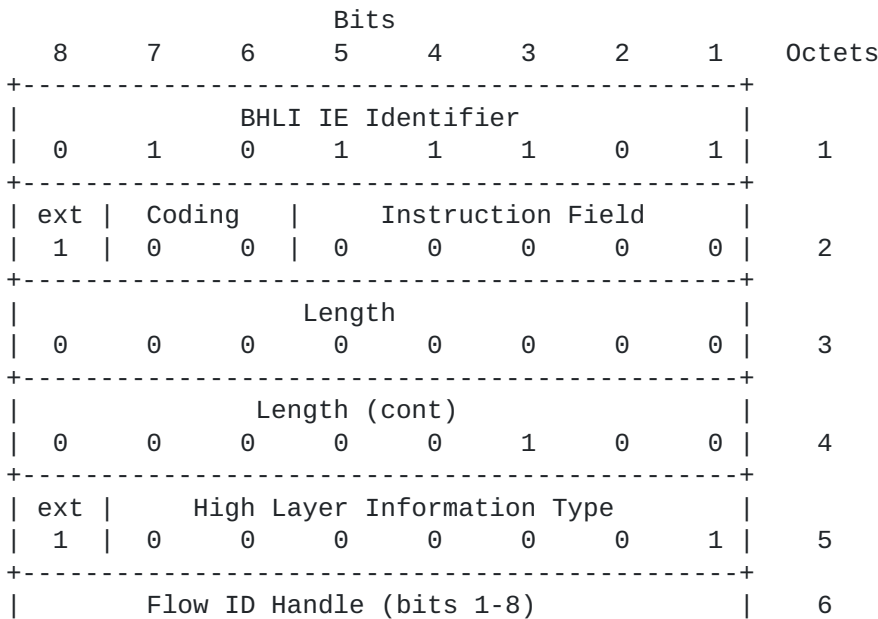 Bits
   8     7     6     5     4     3     2     1    Octets
+-----------------------------------------------+
|               BHLI IE Identifier              |
|  0     1     0     1     1     1     0     1  |    1
+-----------------------------------------------+
| ext |  Coding   |     Instruction Field       |
|  1  |  0     0  |  0     0     0     0     0  |    2
+-----------------------------------------------+
|                   Length                      |
|  0     0     0     0     0     0     0     0  |    3
+-----------------------------------------------+
|                Length (cont)                  |
|  0     0     0     0     0     1     0     0  |    4
+-----------------------------------------------+
| ext |     High Layer Information Type         |
|  1  |  0     0     0     0     0     0     1  |    5
+-----------------------------------------------+
|         Flow ID Handle (bits 1-8)             |    6